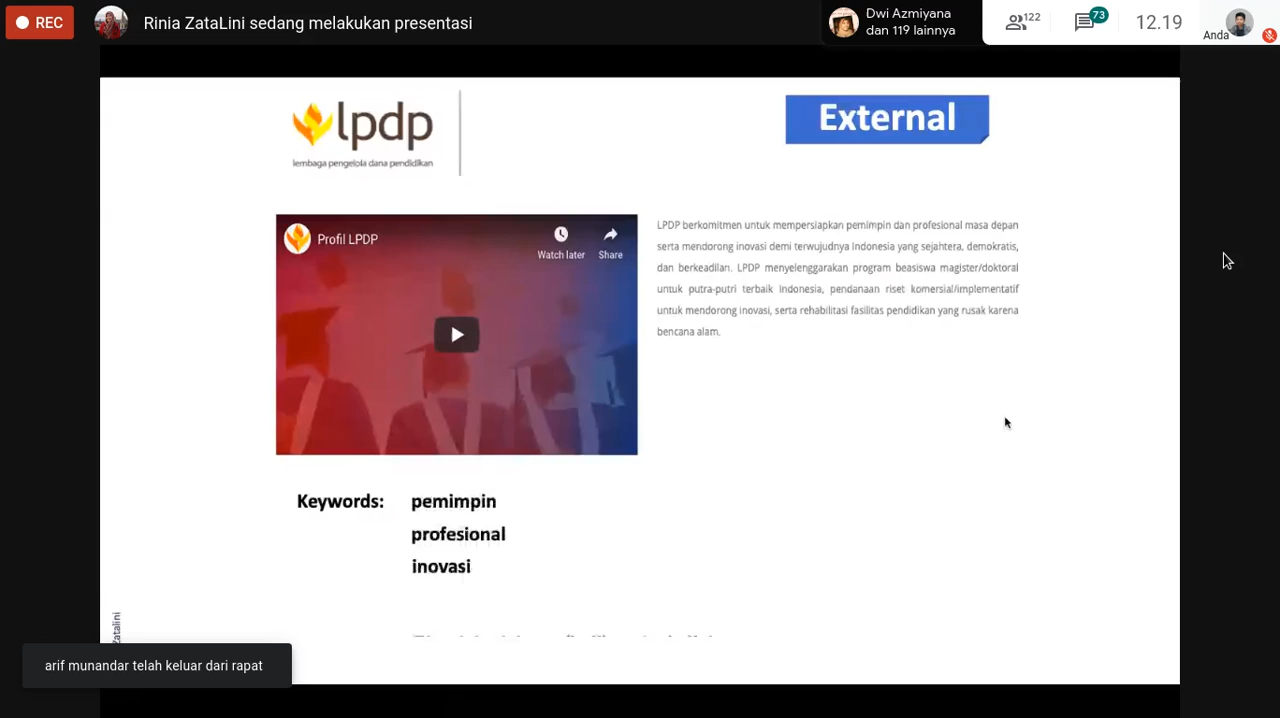 REC
Rinia ZataLini sedang melakukan presentasi
Dwi Azmiyana
dan 119 lainnya
122
73
12.19
Anda
lpdp
lembaga pengelola dana pendidikan
External
Profil LPDP
Watch later
Share
LPDP berkomitmen untuk mempersiapkan pemimpin dan profesional masa depan
serta mendorong inovasi demi terwujudnya Indonesia yang sejahtera, demokratis,
dan berkeadilan. LPDP menyelenggarakan program beasiswa magister/doktoral
untuk putra-putri terbaik Indonesia, pendanaan riset komersial/implementatif
untuk mendorong inovasi, serta rehabilitasi fasilitas pendidikan yang rusak karena
bencana alam.
Keywords: pemimpin
profesional
inovasi
Zatalini
arif munandar telah keluar dari rapat